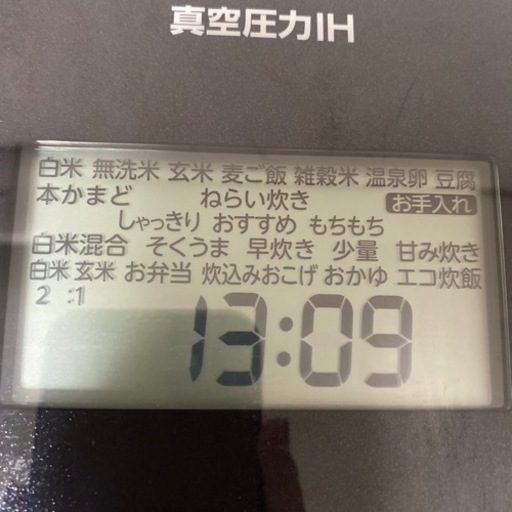 真空圧力IH
白米 無洗米 玄米 麦ご飯 雑穀米 温泉卵 豆腐
本かまど ねらい炊き お手入れ
しゃっきり おすすめ もちもち
白米混合 そくうま 早炊き 少量 甘み炊き
白米 玄米 お弁当 炊込みおこげ おかゆ エコ炊飯
2 :1
13:09